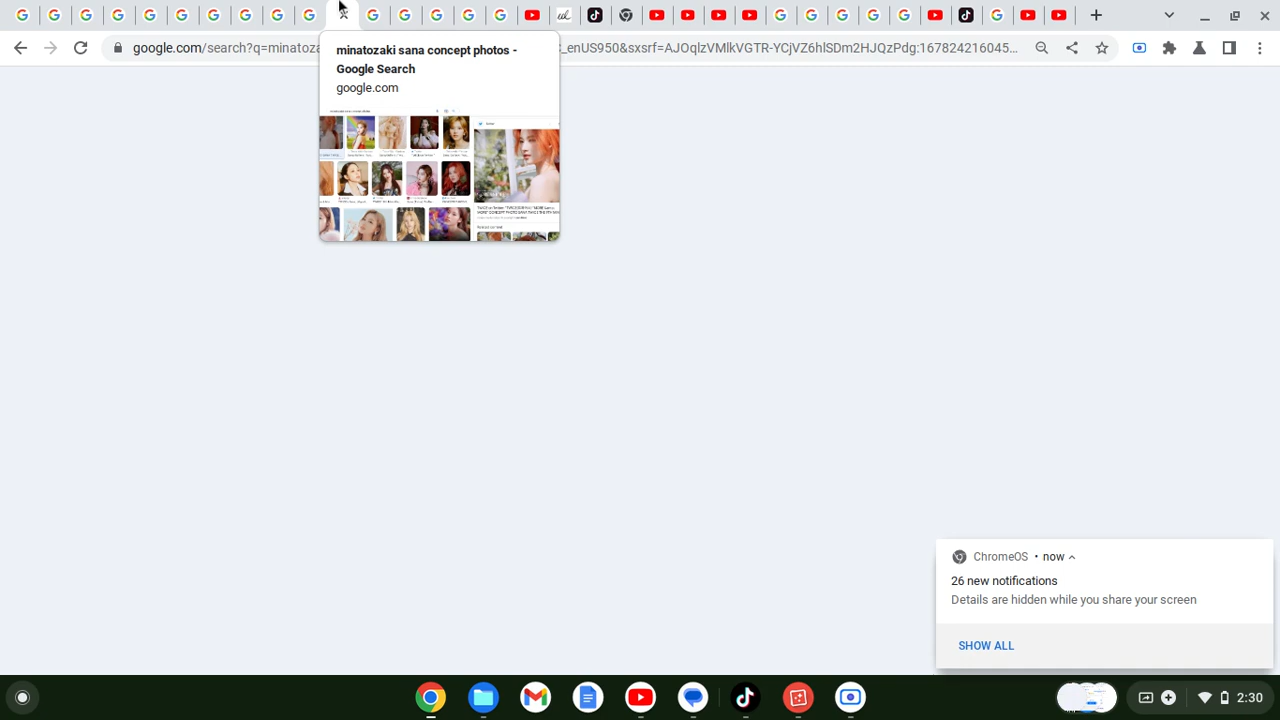 google.com/search?q=minatoza
_enUS950&sxsrf=AJOqlzVMlkVGTR-YCjVZ6hlSDm2HJQzPdg:167824216045...
minatozaki sana concept photos -
Google Search
google.com
ChromeOS • now
26 new notifications
Details are hidden while you share your screen
SHOW ALL
2:30